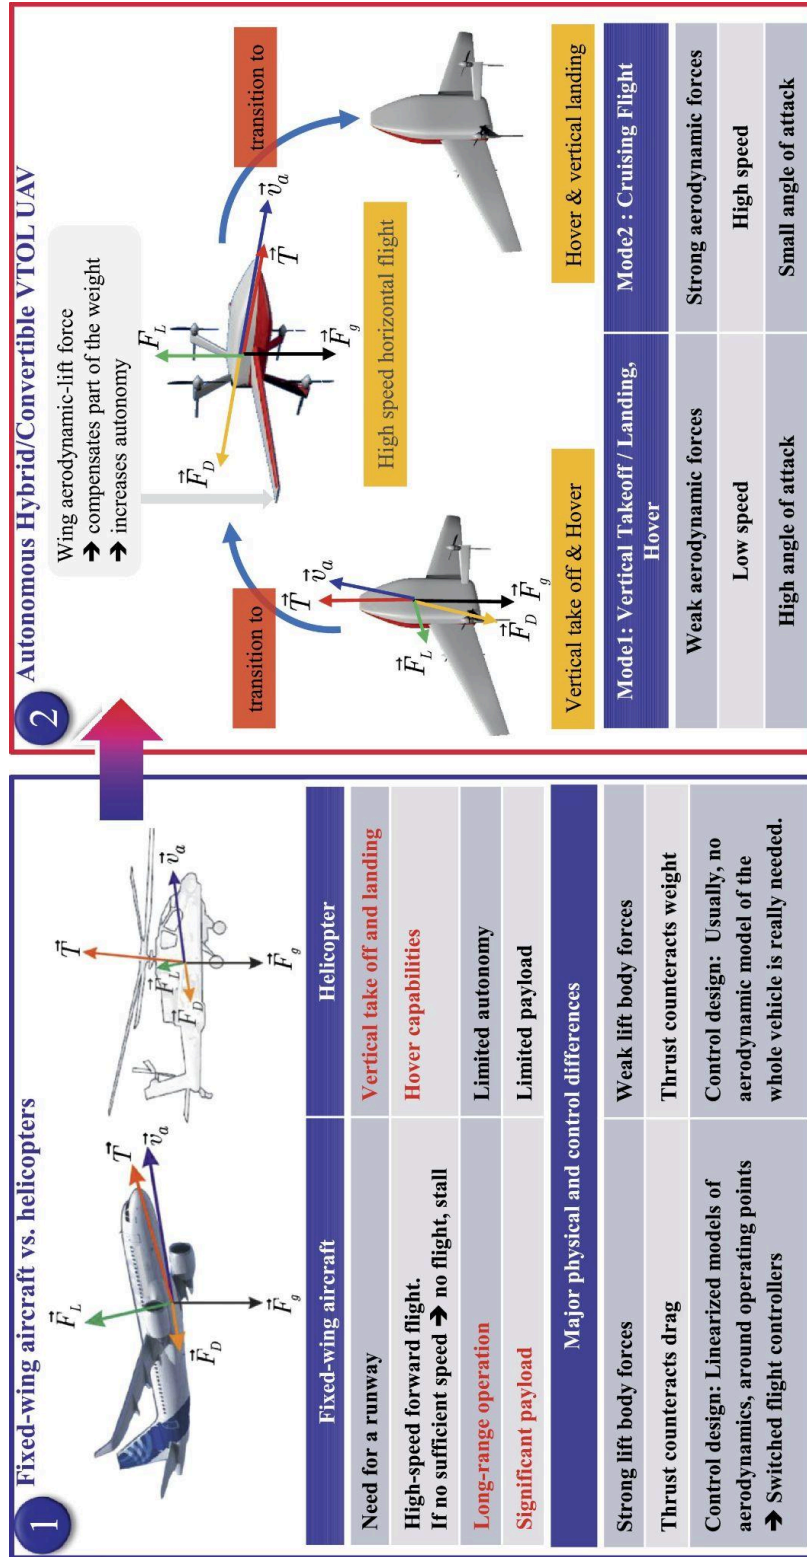 1
Fixed-wing aircraft vs. helicopters
F_L
T
v_a
F_D
F_g
T
v_a
F_L
F_D
F_g
Fixed-wing aircraft
Helicopter
Need for a runway
Vertical take off and landing
High-speed forward flight.
If no sufficient speed ➔ no flight, stall
Hover capabilities
Long-range operation
Limited autonomy
Significant payload
Limited payload
Major physical and control differences
Strong lift body forces
Weak lift body forces
Thrust counteracts drag
Thrust counteracts weight
Control design: Linearized models of
aerodynamics, around operating points
➔ Switched flight controllers
Control design: Usually, no
aerodynamic model of the
whole vehicle is really needed.
2
Autonomous Hybrid/Convertible VTOL UAV
Wing aerodynamic-lift force
➔ compensates part of the weight
➔ increases autonomy
transition to
F_L
F_D
v_a
T
F_g
High speed horizontal flight
transition to
T
v_a
F_L
F_D
F_g
Vertical take off & Hover
Hover & vertical landing
Mode1: Vertical Takeoff / Landing,
Hover
Mode2 : Cruising Flight
Weak aerodynamic forces
Strong aerodynamic forces
Low speed
High speed
High angle of attack
Small angle of attack